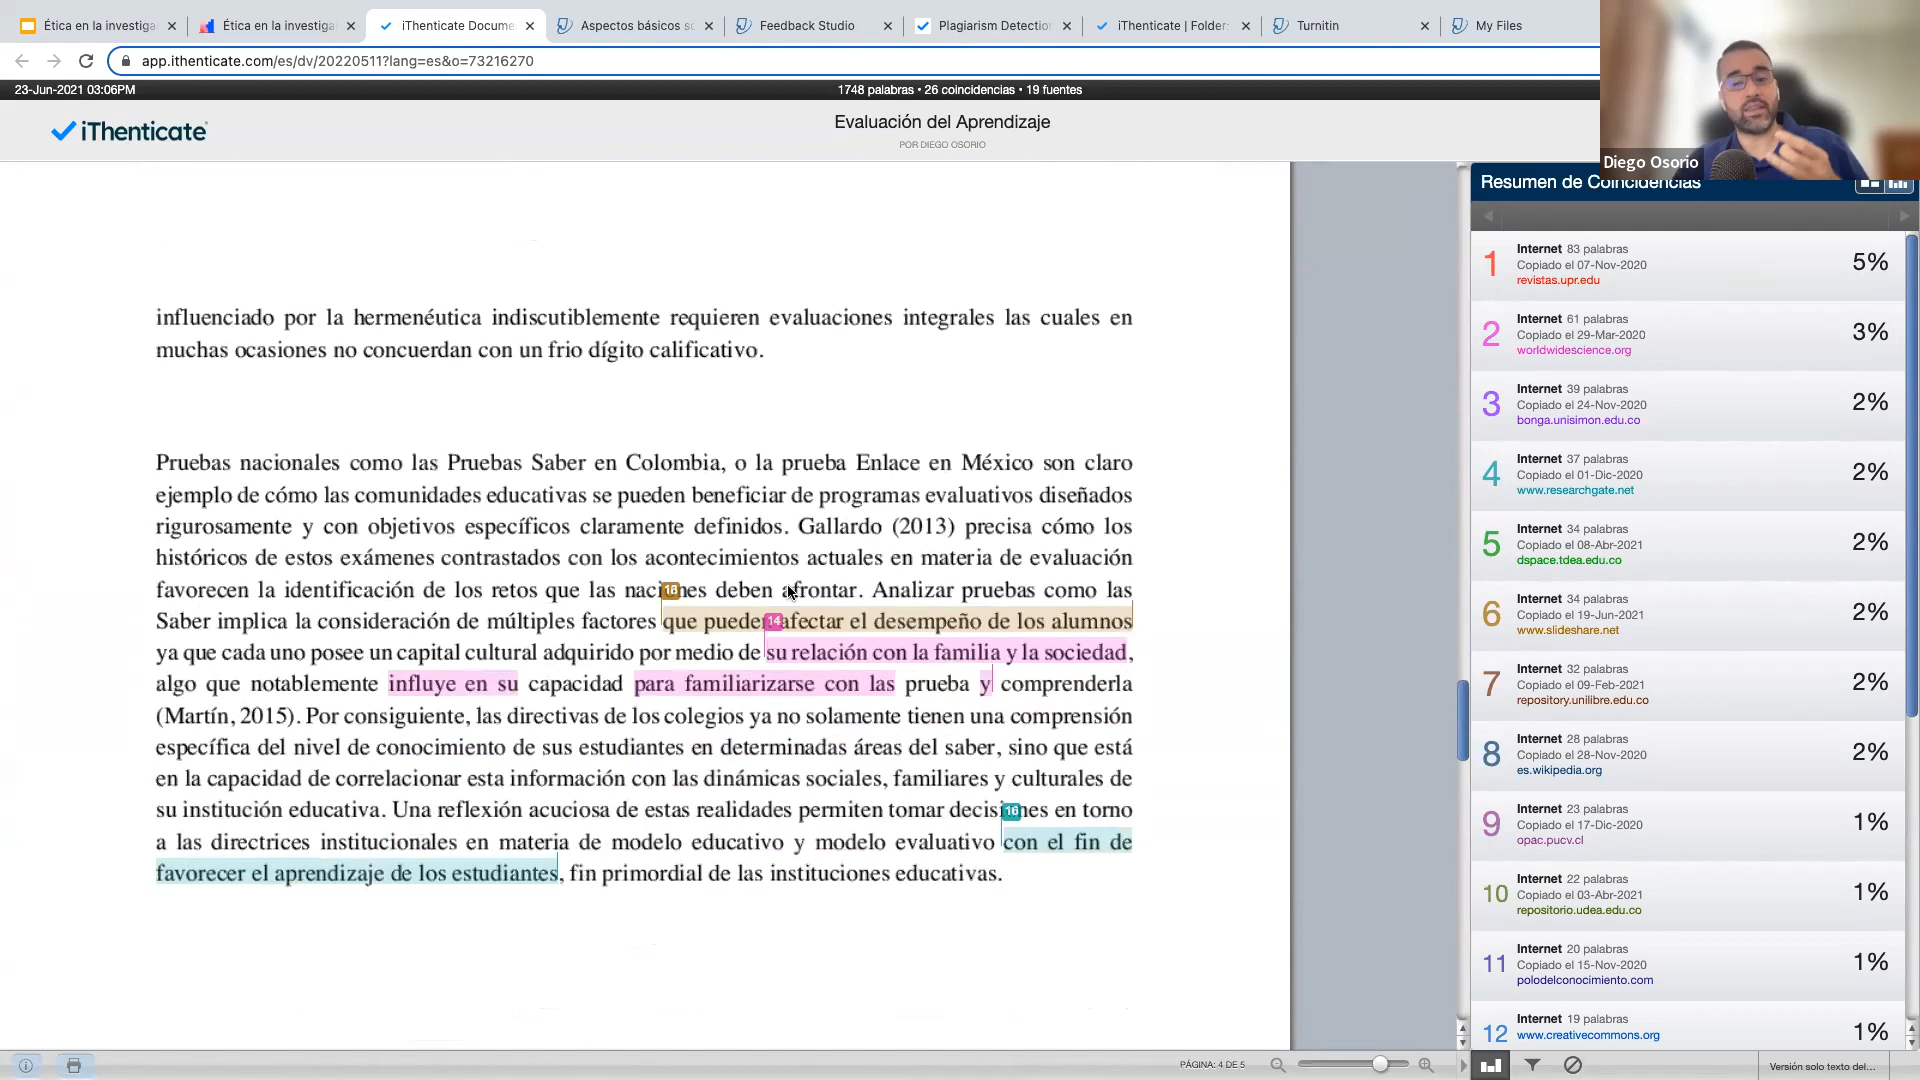 Ética en la investiga
Ética en la investiga
iThenticate Docume
Aspectos básicos so
Feedback Studio
Plagiarism Detectio
iThenticate | Folder
Turnitin
My Files
app.ithenticate.com/es/dv/20220511?lang=es&o=73216270
23-Jun-2021 03:06PM
1748 palabras • 26 coincidencias • 19 fuentes
iThenticate®
Evaluación del Aprendizaje
POR DIEGO OSORIO
Diego Osorio
influenciado por la hermenéutica indiscutiblemente requieren evaluaciones integrales las cuales en
muchas ocasiones no concuerdan con un frio dígito calificativo.
Pruebas nacionales como las Pruebas Saber en Colombia, o la prueba Enlace en México son claro
ejemplo de cómo las comunidades educativas se pueden beneficiar de programas evaluativos diseñados
rigurosamente y con objetivos específicos claramente definidos. Gallardo (2013) precisa cómo los
históricos de estos exámenes contrastados con los acontecimientos actuales en materia de evaluación
favorecen la identificación de los retos que las naciones deben afrontar. Analizar pruebas como las
Saber implica la consideración de múltiples factores que pueden afectar el desempeño de los alumnos
14
ya que cada uno posee un capital cultural adquirido por medio de su relación con la familia y la sociedad,
algo que notablemente influye en su capacidad para familiarizarse con las prueba y comprenderla
(Martín, 2015). Por consiguiente, las directivas de los colegios ya no solamente tienen una comprensión
específica del nivel de conocimiento de sus estudiantes en determinadas áreas del saber, sino que está
en la capacidad de correlacionar esta información con las dinámicas sociales, familiares y culturales de
su institución educativa. Una reflexión acuciosa de estas realidades permiten tomar decisiones en torno
a las directrices institucionales en materia de modelo educativo y modelo evaluativo con el fin de
favorecer el aprendizaje de los estudiantes, fin primordial de las instituciones educativas.
Resumen de Coincidencias
1 Internet 83 palabras 5%
Copiado el 07-Nov-2020
revistas.upr.edu
2 Internet 61 palabras 3%
Copiado el 29-Mar-2020
worldwidescience.org
3 Internet 39 palabras 2%
Copiado el 24-Nov-2020
bonga.unisimon.edu.co
4 Internet 37 palabras 2%
Copiado el 01-Dic-2020
www.researchgate.net
5 Internet 34 palabras 2%
Copiado el 08-Abr-2021
dspace.tdea.edu.co
6 Internet 34 palabras 2%
Copiado el 19-Jun-2021
www.slideshare.net
7 Internet 32 palabras 2%
Copiado el 09-Feb-2021
repository.unilibre.edu.co
8 Internet 28 palabras 2%
Copiado el 28-Nov-2020
es.wikipedia.org
9 Internet 23 palabras 1%
Copiado el 17-Dic-2020
opac.pucv.cl
10 Internet 22 palabras 1%
Copiado el 03-Abr-2021
repositorio.udea.edu.co
11 Internet 20 palabras 1%
Copiado el 15-Nov-2020
polodelconocimiento.com
12 Internet 19 palabras 1%
www.creativecommons.org
PÁGINA: 4 DE 5
Versión solo texto del...